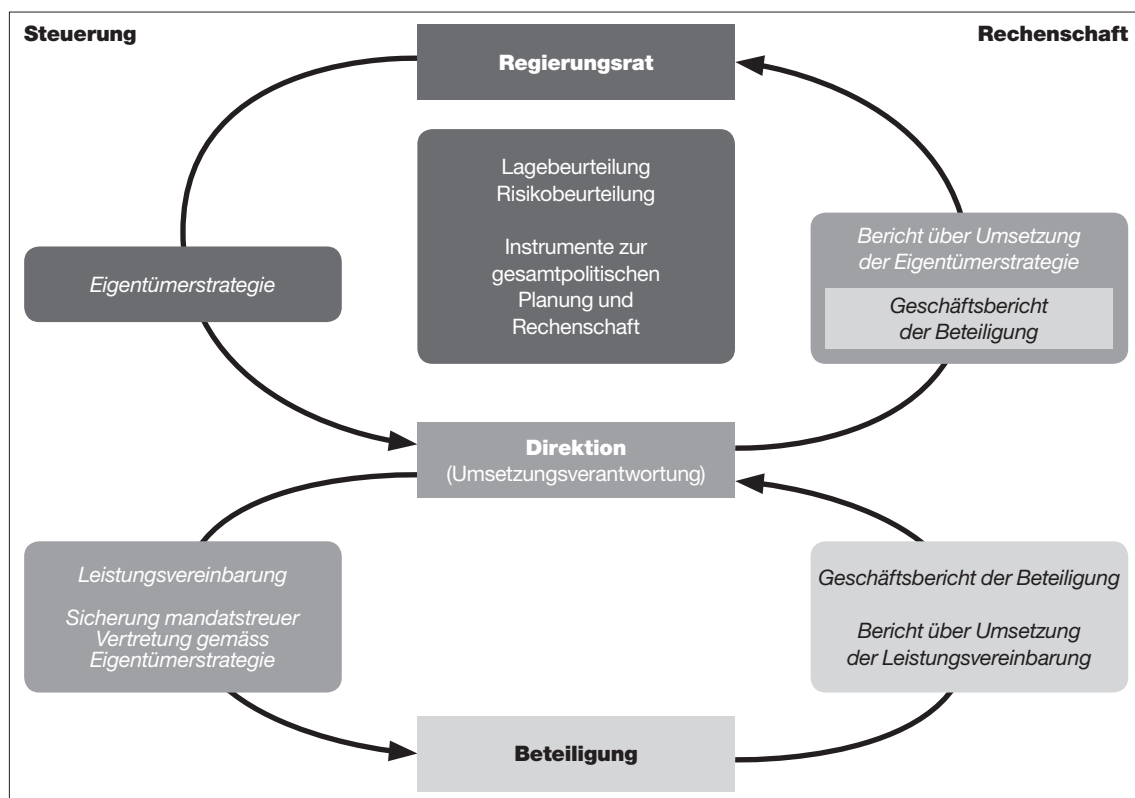 Steuerung
Rechenschaft
Regierungsrat
Lagebeurteilung
Risikobeurteilung
Instrumente zur
gesamtpolitischen
Planung und
Rechenschaft
Eigentümerstrategie
Bericht über Umsetzung
der Eigentümerstrategie
Geschäftsbericht
der Beteiligung
Direktion
(Umsetzungsverantwortung)
Leistungsvereinbarung
Sicherung mandatstreuer
Vertretung gemäss
Eigentümerstrategie
Geschäftsbericht der Beteiligung
Bericht über Umsetzung
der Leistungsvereinbarung
Beteiligung